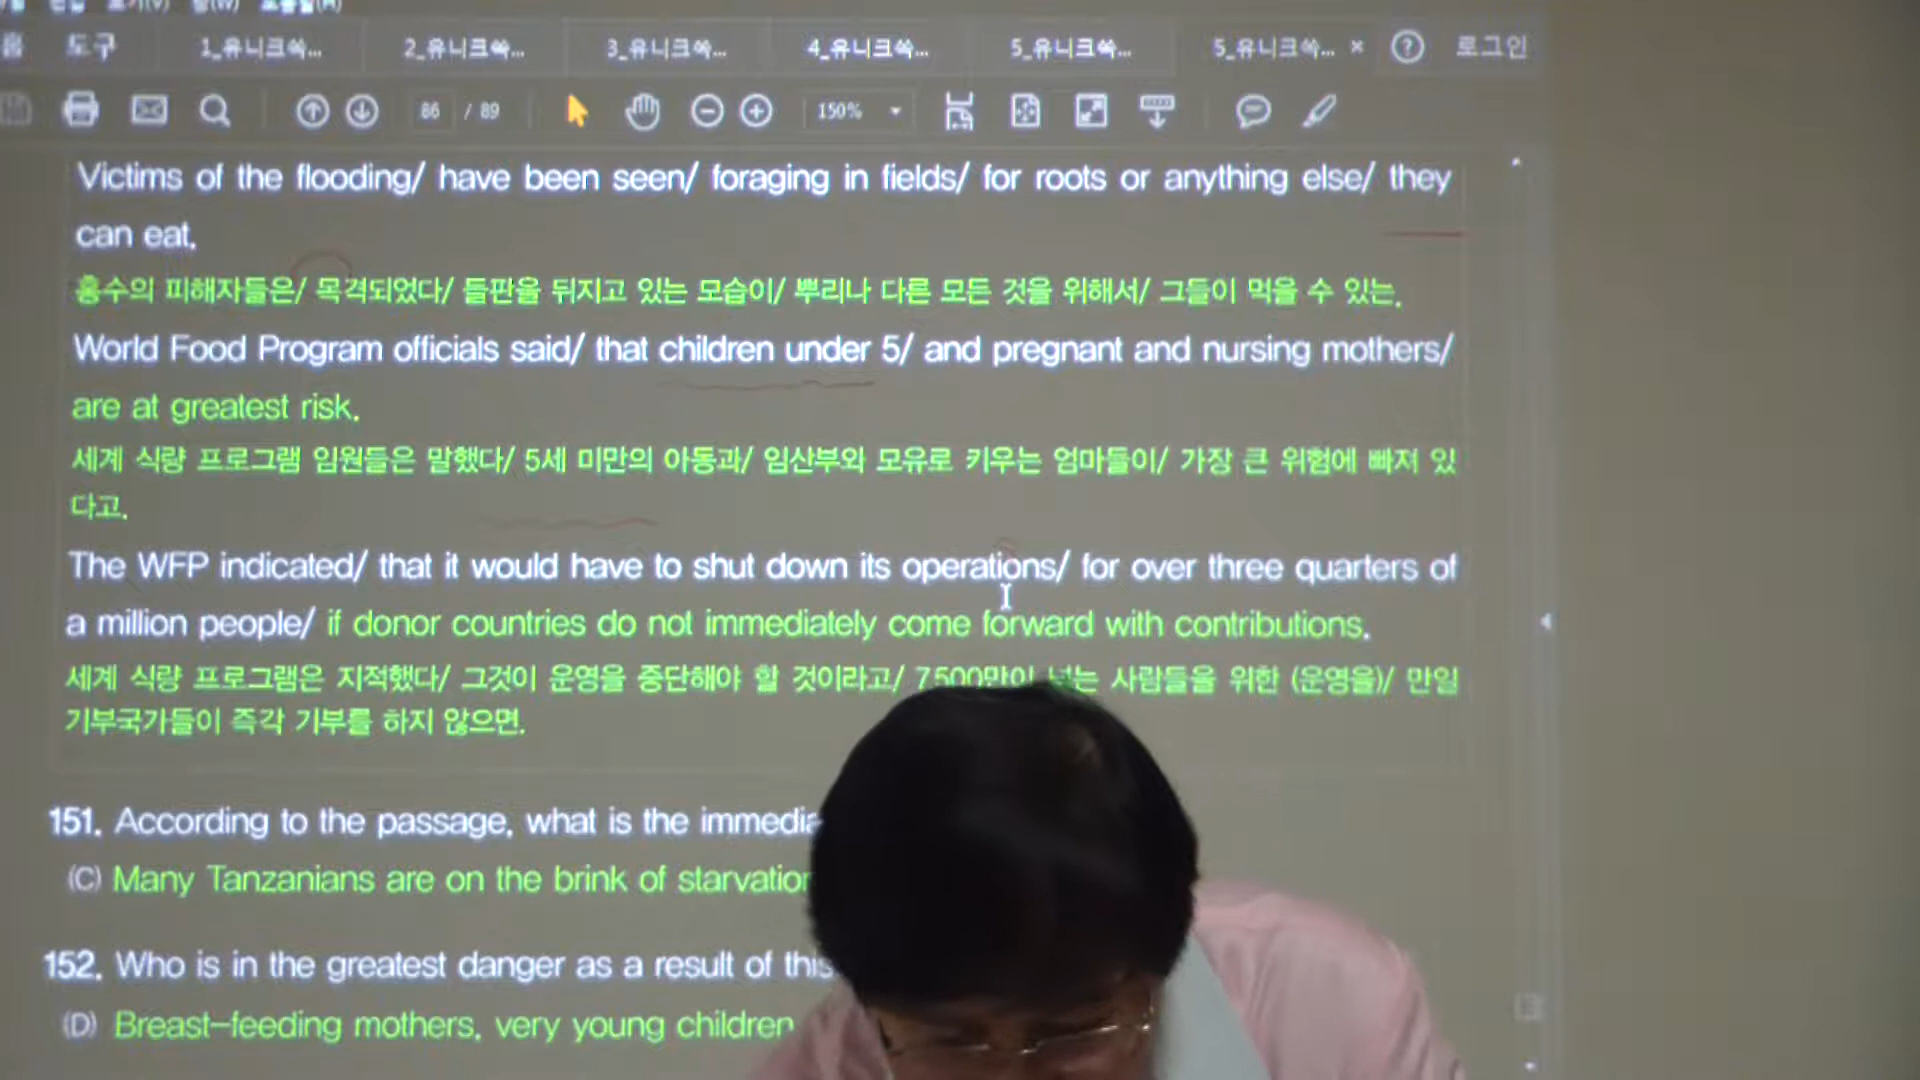 도구 1_유니크쏙... 2_유니크쏙... 3_유니크쏙... 4_유니크쏙... 5_유니크쏙... 5_유니크쏙... × ? 로그인
86 / 89 150%
Victims of the flooding/ have been seen/ foraging in fields/ for roots or anything else/ they
can eat.
홍수의 피해자들은/ 목격되었다/ 들판을 뒤지고 있는 모습이/ 뿌리나 다른 모든 것을 위해서/ 그들이 먹을 수 있는.
World Food Program officials said/ that children under 5/ and pregnant and nursing mothers/
are at greatest risk.
세계 식량 프로그램 임원들은 말했다/ 5세 미만의 아동과/ 임산부와 모유로 키우는 엄마들이/ 가장 큰 위험에 빠져 있
다고.
The WFP indicated/ that it would have to shut down its operations/ for over three quarters of
a million people/ if donor countries do not immediately come forward with contributions.
세계 식량 프로그램은 지적했다/ 그것이 운영을 중단해야 할 것이라고/ 7,500만이 넘는 사람들을 위한 (운영을)/ 만일
기부국가들이 즉각 기부를 하지 않으면.
151. According to the passage, what is the
(C) Many Tanzanians are on the brink of
152. Who is in the greatest danger as a result of this
(D) Breast-feeding mothers, very young children